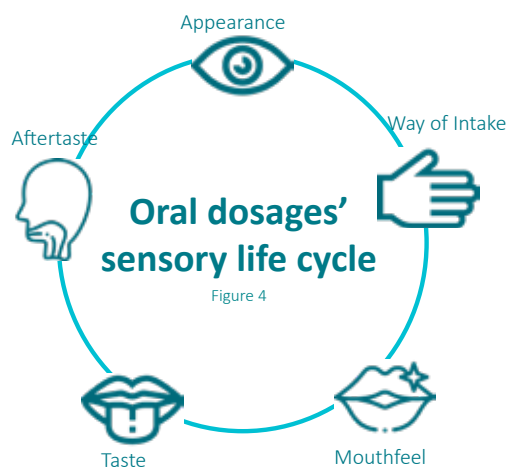 Appearance
Way of Intake
Aftertaste
Oral dosages’
sensory life cycle
Figure 4
Taste
Mouthfeel